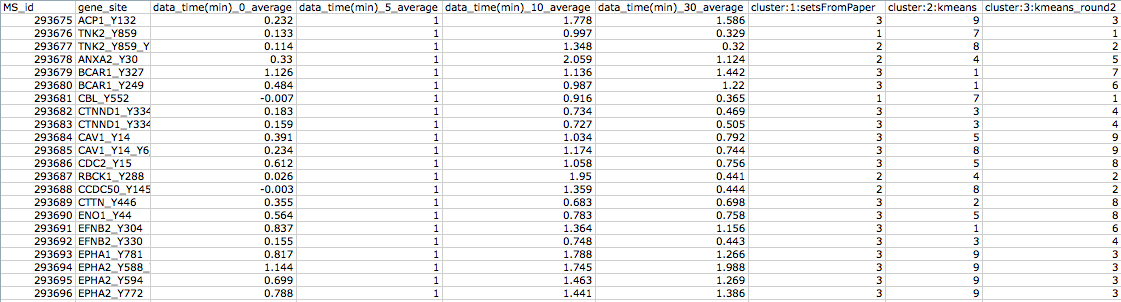 MS_id gene_site data_time(min)_0_average data_time(min)_5_average data_time(min)_10_average data_time(min)_30_average cluster:1:setsFromPaper cluster:2:kmeans cluster:3:kmeans_round2
293675 ACP1_Y132 0.232 1 1.778 1.586 3 9 3
293676 TNK2_Y859 0.133 1 0.997 0.329 1 7 1
293677 TNK2_Y859_Y 0.114 1 1.348 0.32 2 8 2
293678 ANXA2_Y30 0.33 1 2.059 1.124 2 4 5
293679 BCAR1_Y327 1.126 1 1.136 1.442 3 1 7
293680 BCAR1_Y249 0.484 1 0.987 1.22 3 1 6
293681 CBL_Y552 -0.007 1 0.916 0.365 1 7 1
293682 CTNND1_Y334 0.183 1 0.734 0.469 3 3 4
293683 CTNND1_Y334 0.159 1 0.727 0.505 3 3 4
293684 CAV1_Y14 0.391 1 1.034 0.792 3 5 9
293685 CAV1_Y14_Y6 0.234 1 1.174 0.744 3 8 9
293686 CDC2_Y15 0.612 1 1.058 0.756 3 5 8
293687 RBCK1_Y288 0.026 1 1.95 0.441 2 4 2
293688 CCDC50_Y145 -0.003 1 1.359 0.444 2 8 2
293689 CTTN_Y446 0.355 1 0.683 0.698 3 2 8
293690 ENO1_Y44 0.564 1 0.783 0.758 3 5 8
293691 EFNB2_Y304 0.837 1 1.364 1.156 3 1 6
293692 EFNB2_Y330 0.155 1 0.748 0.443 3 3 4
293693 EPHA1_Y781 0.817 1 1.788 1.266 3 9 3
293694 EPHA2_Y588_ 1.144 1 1.745 1.988 3 9 3
293695 EPHA2_Y594 0.699 1 1.463 1.269 3 9 3
293696 EPHA2_Y772 0.788 1 1.441 1.386 3 9 3